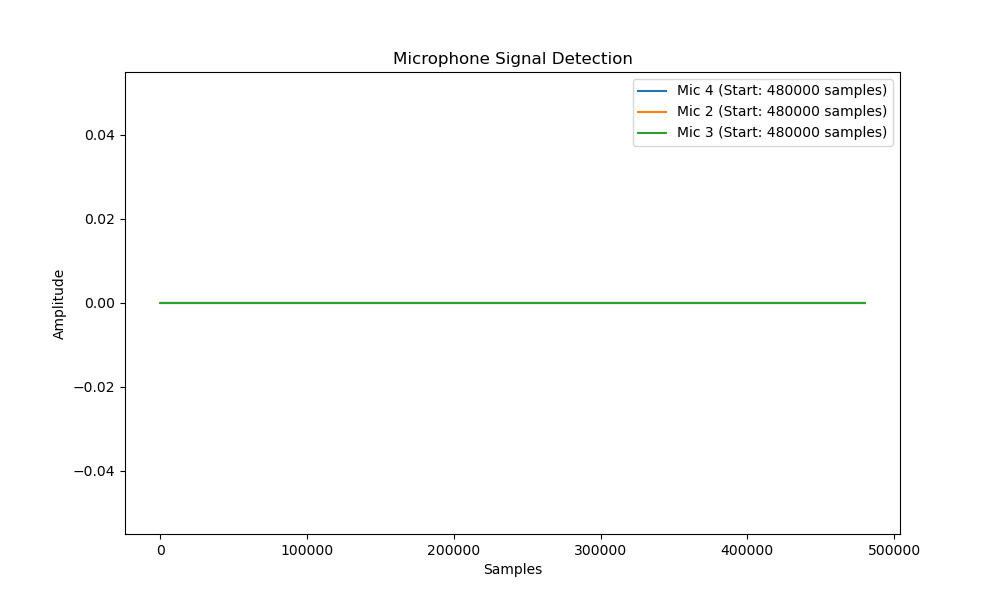 Microphone Signal Detection
Mic 4 (Start: 480000 samples)
Mic 2 (Start: 480000 samples)
Mic 3 (Start: 480000 samples)
Amplitude
0.04
0.02
0.00
−0.02
−0.04
0
100000
200000
300000
400000
500000
Samples